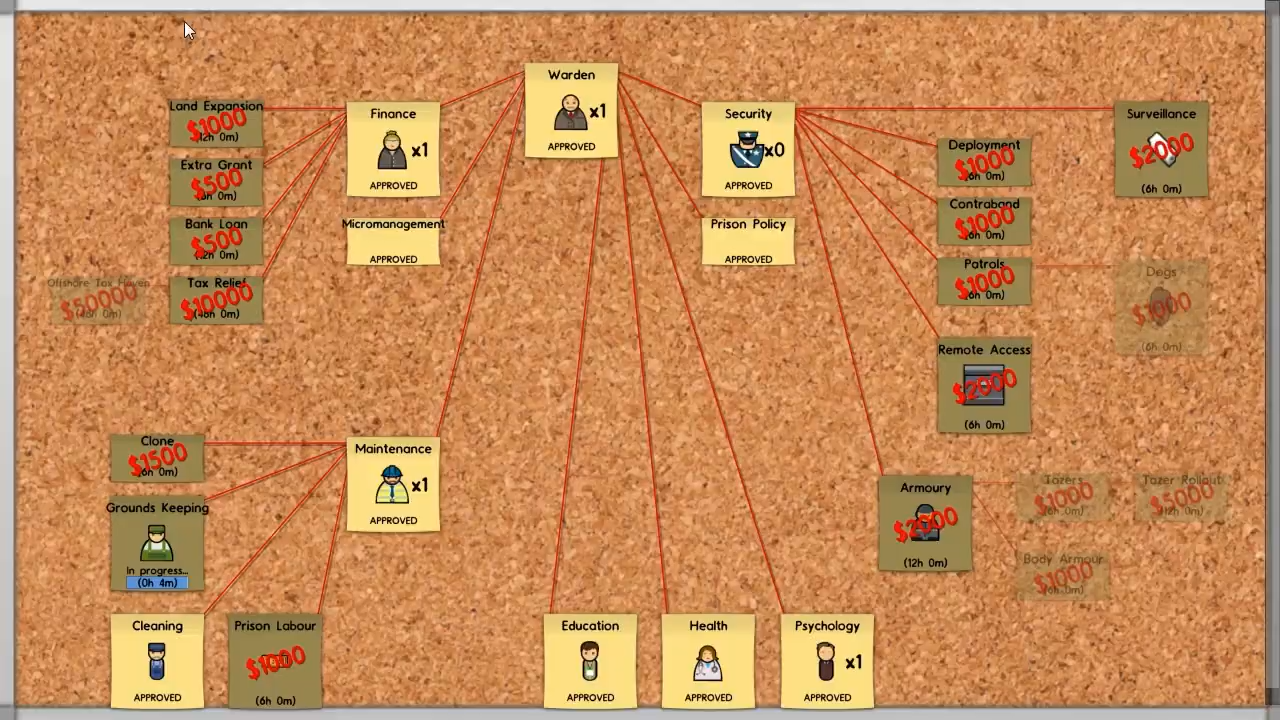 Warden
x1
APPROVED
Land Expansion
$1000
(12h 0m)
Finance
x1
APPROVED
Security
x0
APPROVED
Surveillance
$2000
(6h 0m)
Deployment
$1000
(6h 0m)
Extra Grant
$500
Contraband
$1000
(6h 0m)
Bank Loan
$500
(12h 0m)
Micromanagement
APPROVED
Prison Policy
APPROVED
Patrols
$1000
(6h 0m)
Dogs
$1000
(6h 0m)
Offshore Tax Haven
$50000
Tax Relief
$10000
Remote Access
$2000
(6h 0m)
Clone
$1500
(6h 0m)
Maintenance
x1
APPROVED
Grounds Keeping
In progress...
(0h 4m)
Armoury
$2000
(12h 0m)
Tazers
$1000
(6h 0m)
Tazer Rollout
$5000
(12h 0m)
Body Armour
$1000
(6h 0m)
Cleaning
APPROVED
Prison Labour
$1000
(6h 0m)
Education
APPROVED
Health
APPROVED
Psychology
x1
APPROVED